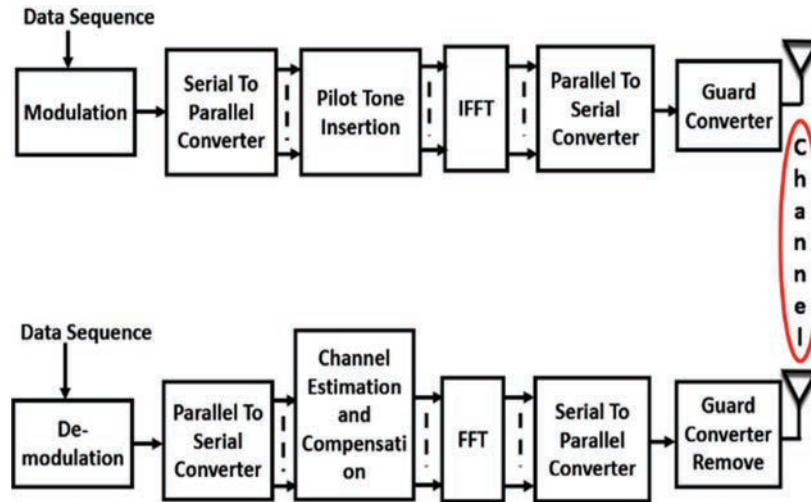 Data Sequence
Modulation
Serial To
Parallel
Converter
Pilot Tone
Insertion
IFFT
Parallel To
Serial
Converter
Guard
Converter
Channel
Data Sequence
De-
modulation
Parallel To
Serial
Converter
Channel
Estimation
and
Compensati
on
FFT
Serial To
Parallel
Converter
Guard
Converter
Remove